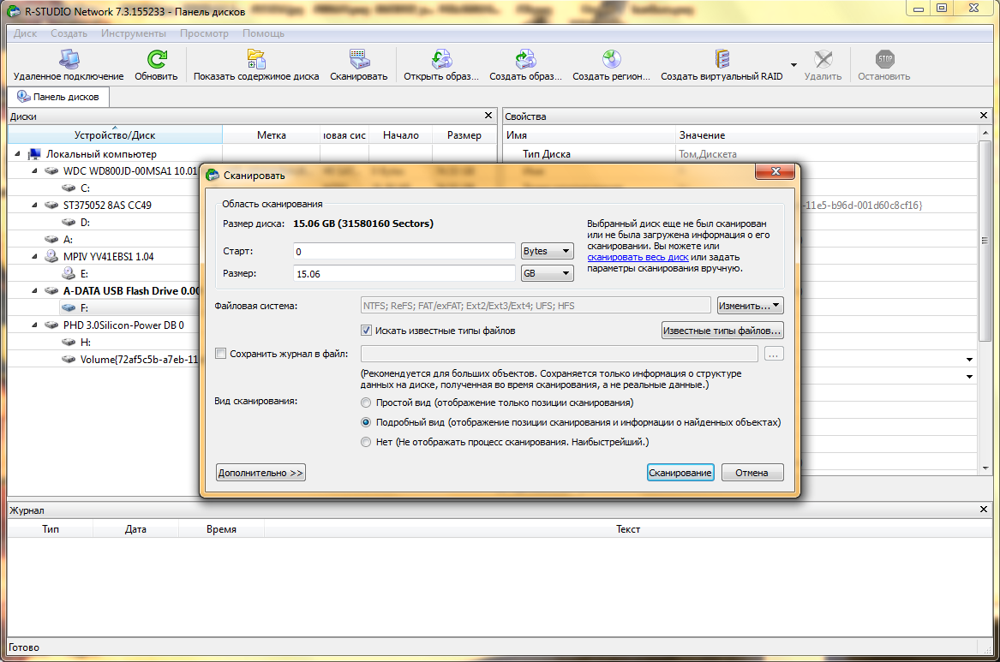 R-STUDIO Network 7.3.155233 - Панель дисков
Диск Создать Инструменты Просмотр Помощь
Удаленное подключение Обновить Показать содержимое диска Сканировать Открыть образ... Создать образ... Создать регион... Создать виртуальный RAID Удалить STOP Остановить
Панель дисков
Диски
Устройство/Диск Метка ıовая сис Начало Размер
Локальный компьютер
WDC WD800JD-00MSA1 10.01
C:
ST375052 8AS CC49
D:
A:
MPIV YV41EBS1 1.04
E:
A-DATA USB Flash Drive 0.00
F:
PHD 3.0Silicon-Power DB 0
H:
Volume{72af5c5b-a7eb-11
Свойства
Имя Значение
Тип Диска Том,Дискета
-11e5-b96d-001d60c8cf16}
Сканировать
Область сканирования
Размер диска: 15.06 GB (31580160 Sectors)
Старт: 0 Bytes
Размер: 15.06 GB
Выбранный диск еще не был сканирован
или не была загружена информация о его
сканировании. Вы можете или
сканировать весь диск или задать
параметры сканирования вручную.
Файловая система: NTFS; ReFS; FAT/exFAT; Ext2/Ext3/Ext4; UFS; HFS Изменить...
Искать известные типы файлов Известные типы файлов...
Сохранить журнал в файл: ...
(Рекомендуется для больших объектов. Сохраняется только информация о структуре
данных на диске, полученная во время сканирования, а не реальные данные.)
Вид сканирования: Простой вид (отображение только позиции сканирования)
Подробный вид (отображение позиции сканирования и информации о найденных объектах)
Нет (Не отображать процесс сканирования. Наибыстрейший.)
Дополнительно >> Сканирование Отмена
Журнал
Тип Дата Время Текст
Готово